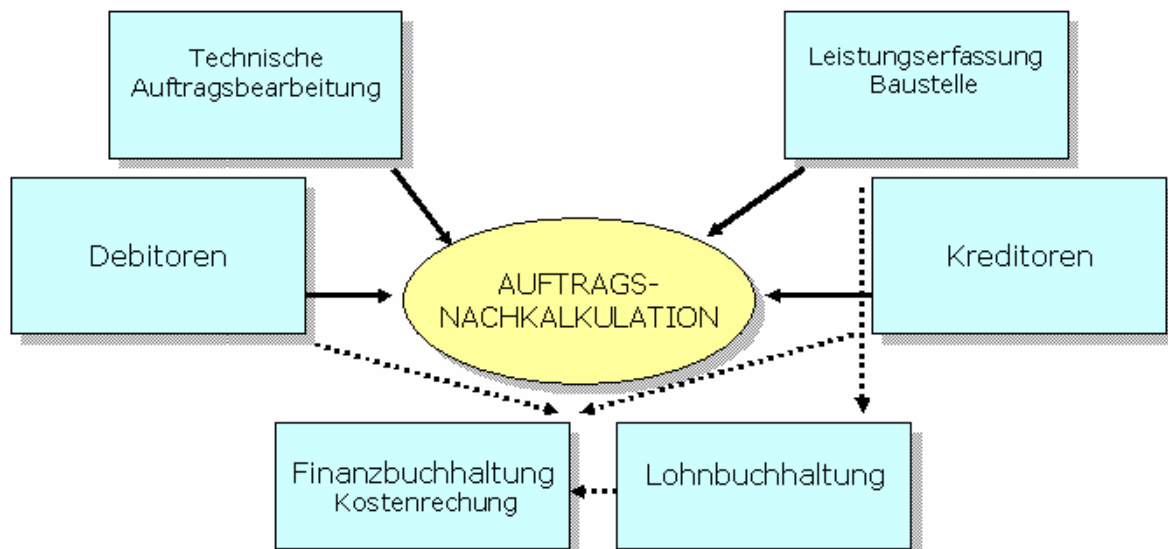 Technische
Auftragsbearbeitung
Leistungserfassung
Baustelle
Debitoren
AUFTRAGS-
NACHKALKULATION
Kreditoren
Finanzbuchhaltung
Kostenrechung
Lohnbuchhaltung